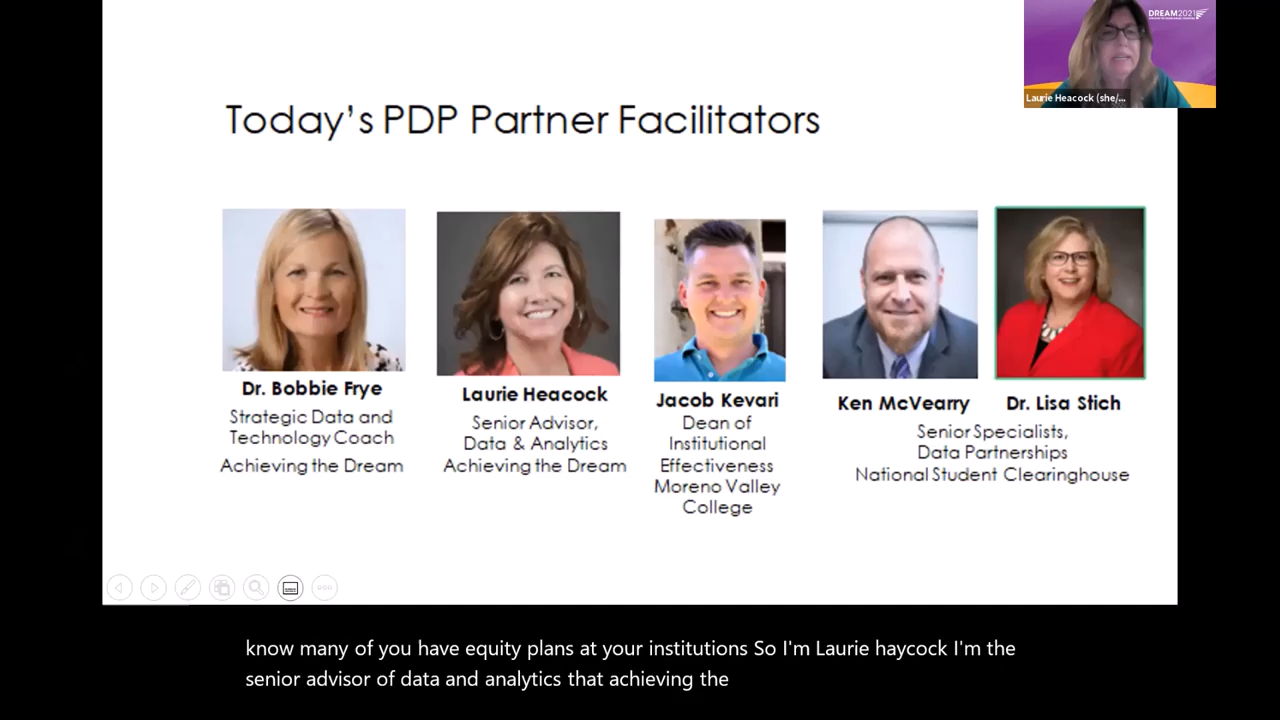 DREAM2021
Laurie Heacock (she/...
Today's PDP Partner Facilitators
Dr. Bobbie Frye
Strategic Data and
Technology Coach
Achieving the Dream
Laurie Heacock
Senior Advisor,
Data & Analytics
Achieving the Dream
Jacob Kevari
Dean of
Institutional
Effectiveness
Moreno Valley
College
Ken McVearry
Dr. Lisa Stich
Senior Specialists,
Data Partnerships
National Student Clearinghouse
know many of you have equity plans at your institutions So I'm Laurie haycock I'm the
senior advisor of data and analytics that achieving the